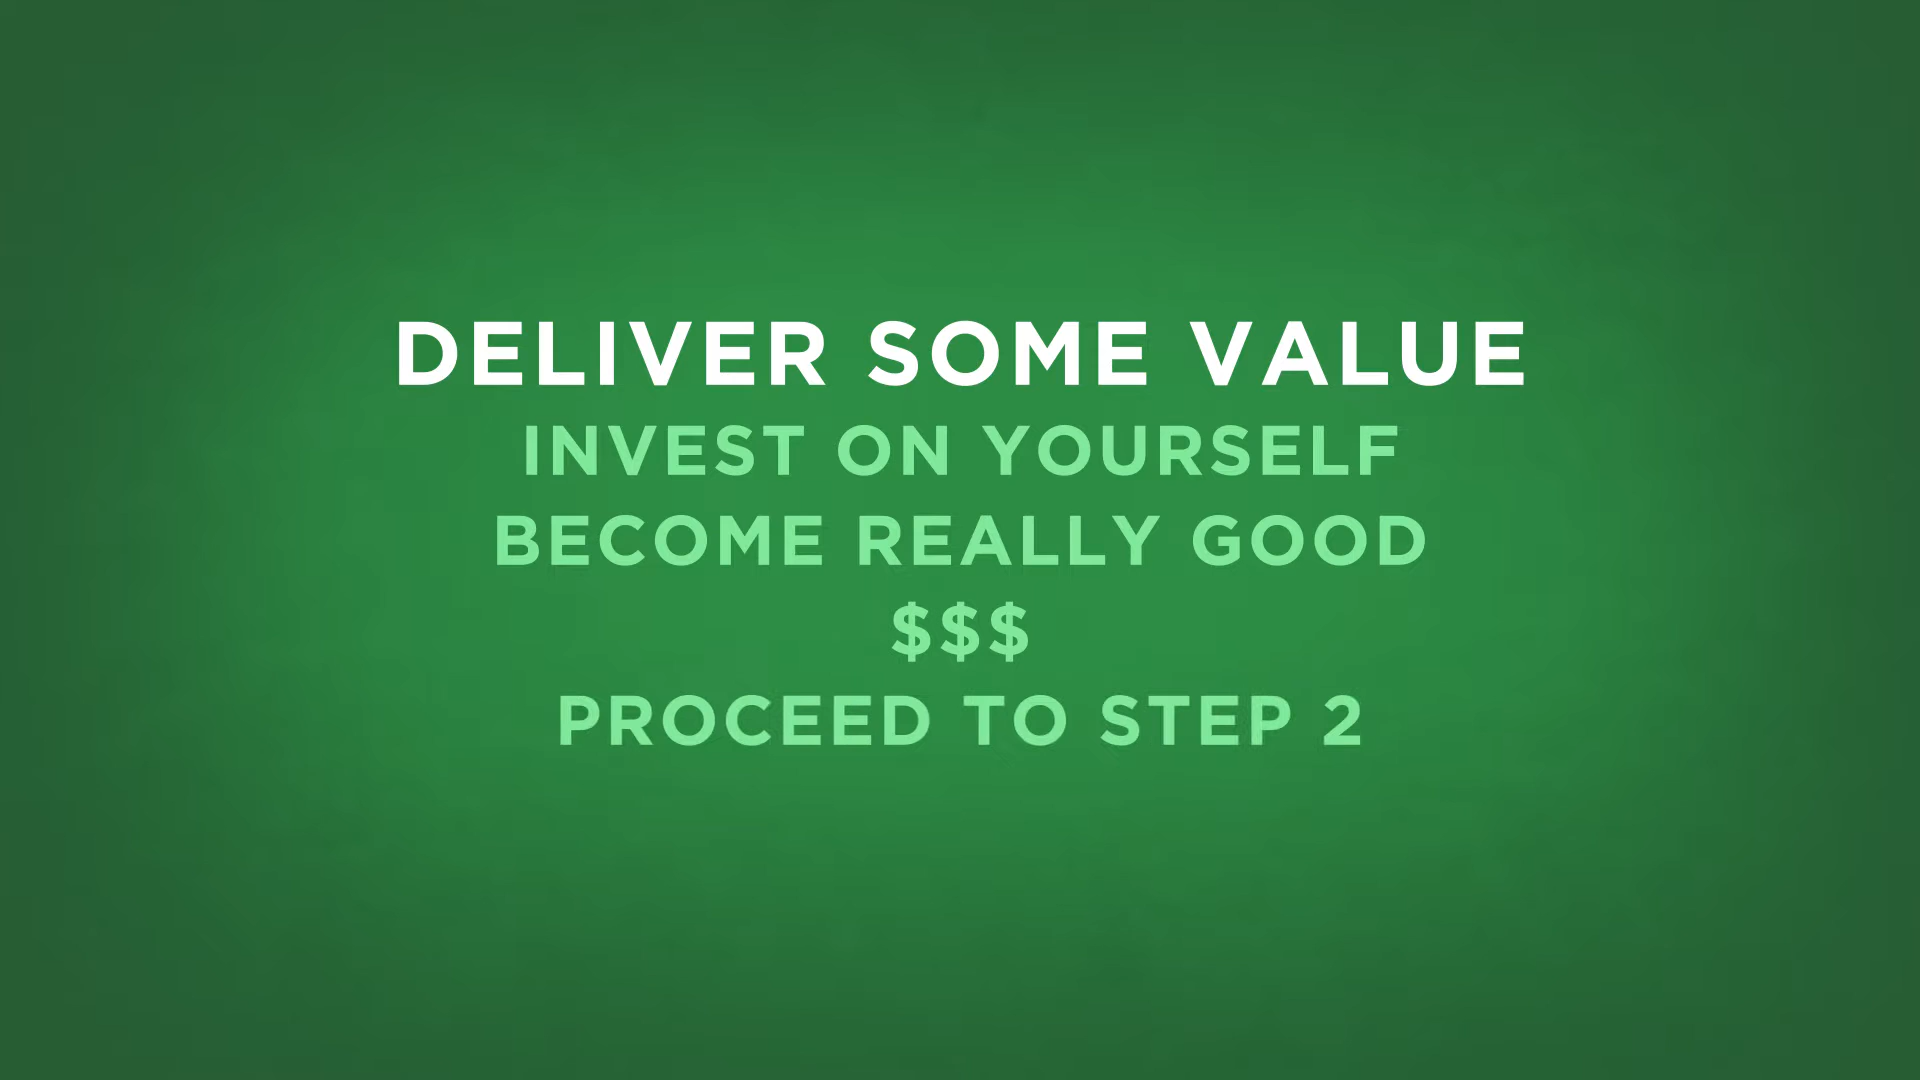 DELIVER SOME VALUE
INVEST ON YOURSELF
BECOME REALLY GOOD
$$$
PROCEED TO STEP 2